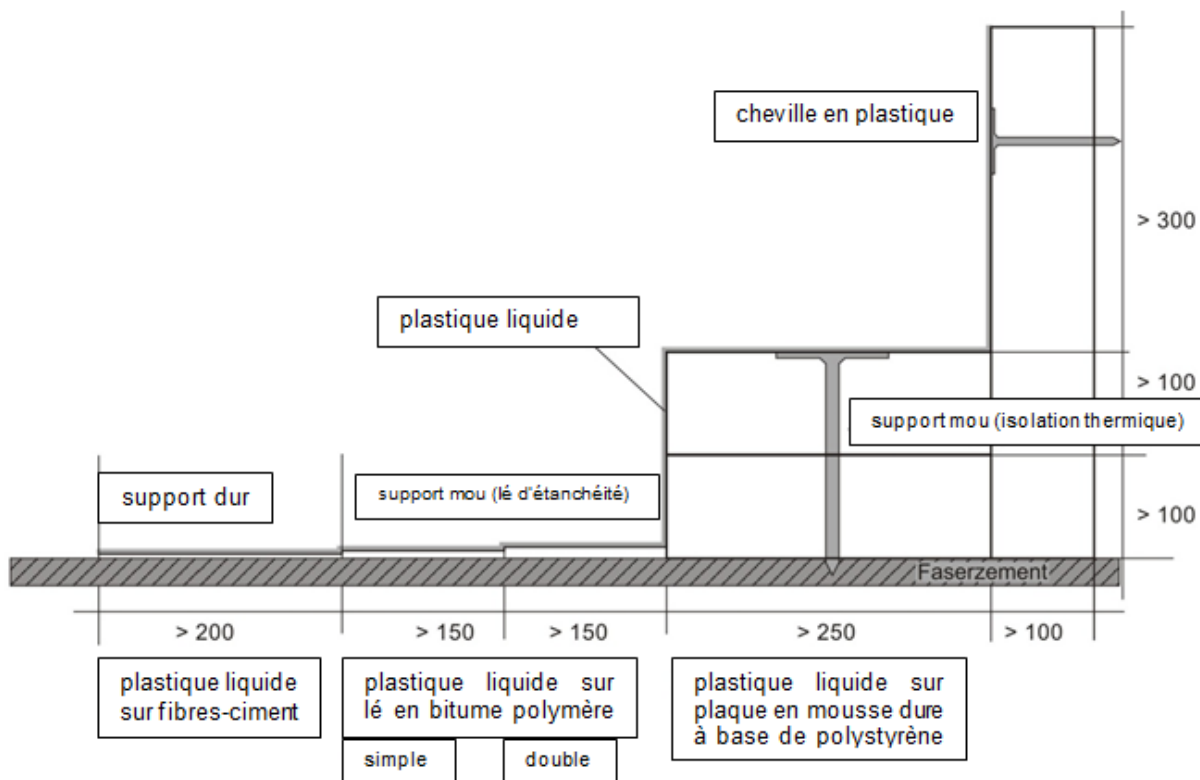 cheville en plastique
> 300
plastique liquide
> 100
support mou (isolation thermique)
support dur
support mou (lé d'étanchéité)
> 100
Faserzement
> 200
> 150
> 150
> 250
> 100
plastique liquide
sur fibres-ciment
plastique liquide sur
lé en bitume polymère
plastique liquide sur
plaque en mousse dure
à base de polystyrène
simple
double